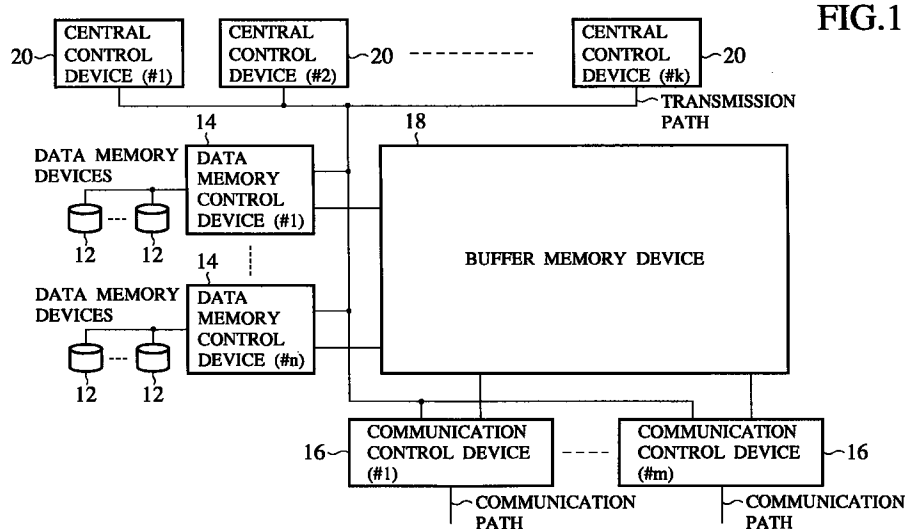 FIG.1
CENTRAL
CONTROL
DEVICE (#1)
20
CENTRAL
CONTROL
DEVICE (#2)
20
CENTRAL
CONTROL
DEVICE (#k)
20
TRANSMISSION
PATH
14
DATA MEMORY
DEVICES
DATA
MEMORY
CONTROL
DEVICE (#1)
12
12
18
BUFFER MEMORY DEVICE
14
DATA MEMORY
DEVICES
DATA
MEMORY
CONTROL
DEVICE (#n)
12
12
16
COMMUNICATION
CONTROL DEVICE
(#1)
COMMUNICATION
CONTROL DEVICE
(#m)
16
COMMUNICATION
PATH
COMMUNICATION
PATH